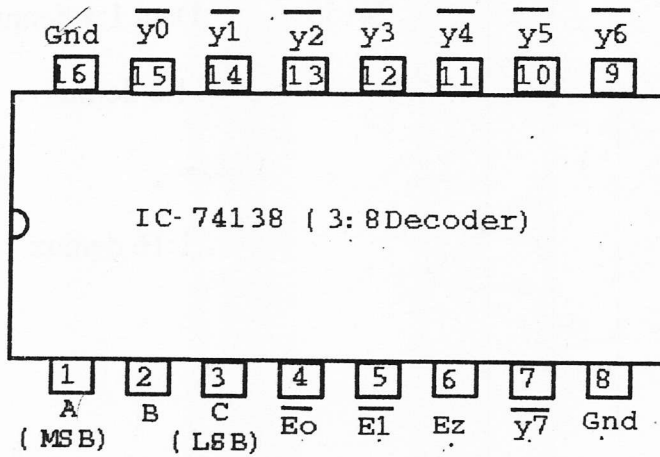 Gnd y0 y1 y2 y3 y4 y5 y6
16 15 14 13 12 11 10 9
IC-74138 ( 3:8Decoder)
1 2 3 4 5 6 7 8
A B C E0 E1 Ez y7 Gnd
( MSB) ( LSB)